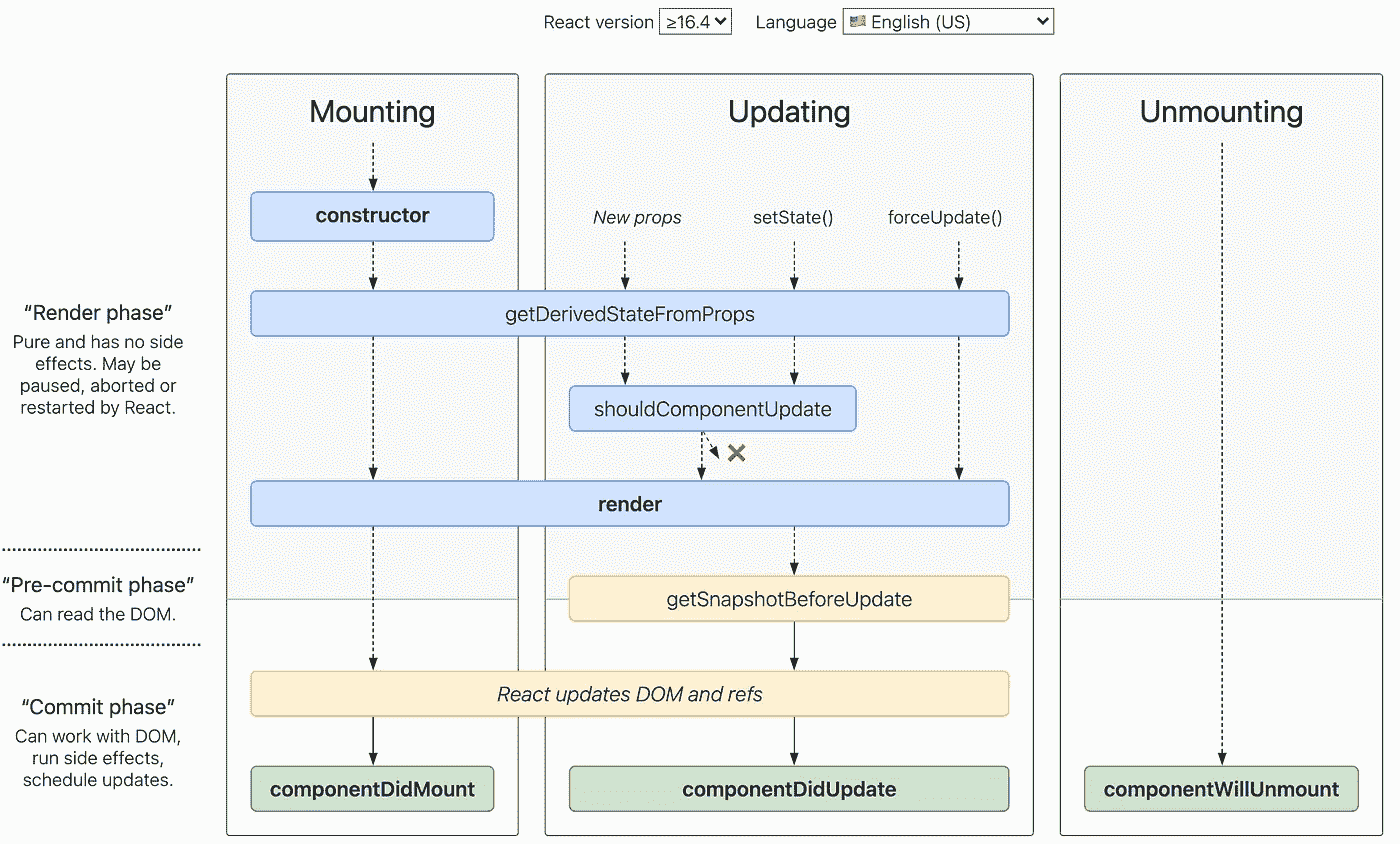 React version ≥16.4 Language 🇺🇸 English (US)
Mounting
Updating
Unmounting
constructor
New props
setState()
forceUpdate()
“Render phase”
Pure and has no side
effects. May be
paused, aborted or
restarted by React.
getDerivedStateFromProps
shouldComponentUpdate
render
“Pre-commit phase”
Can read the DOM.
getSnapshotBeforeUpdate
“Commit phase”
Can work with DOM,
run side effects,
schedule updates.
React updates DOM and refs
componentDidMount
componentDidUpdate
componentWillUnmount